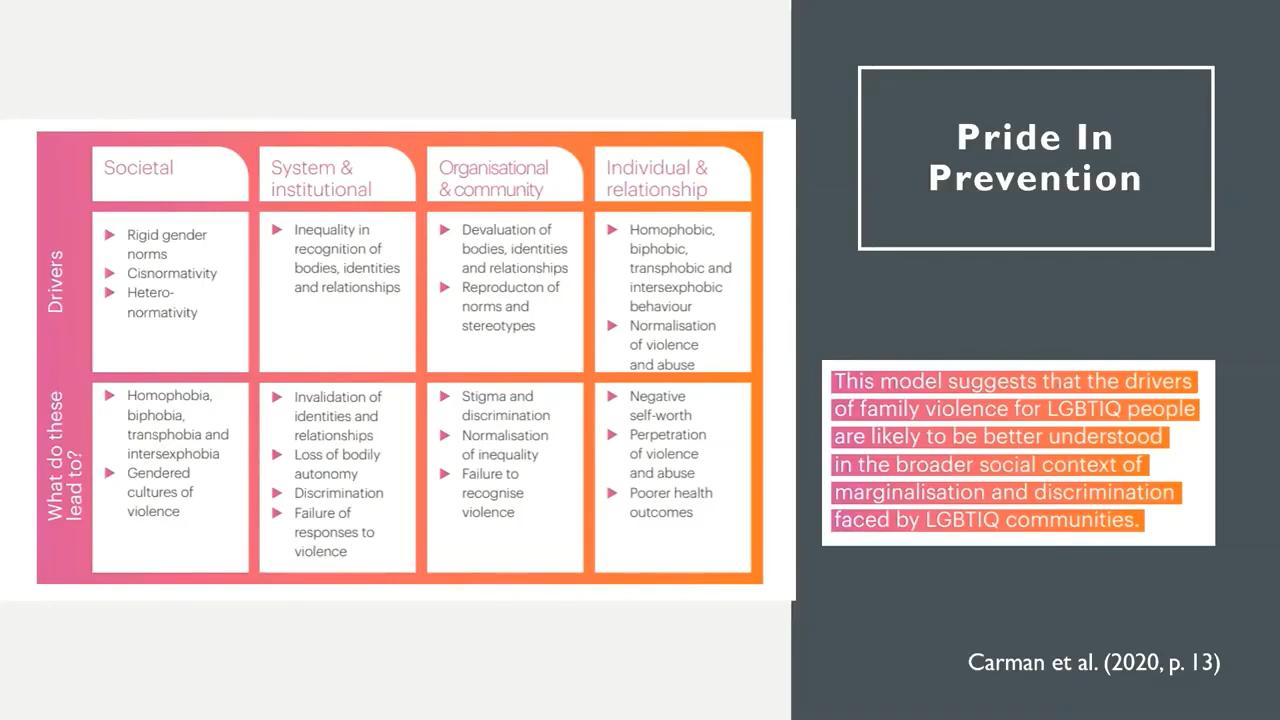 Societal
System &
institutional
Organisational
& community
Individual &
relationship
Drivers
Rigid gender
norms
Cisnormativity
Hetero-
normativity
Inequality in
recognition of
bodies, identities
and relationships
Devaluation of
bodies, identities
and relationships
Reproducton of
norms and
stereotypes
Homophobic,
biphobic,
transphobic and
intersexphobic
behaviour
Normalisation
of violence
and abuse
What do these
lead to?
Homophobia,
biphobia,
transphobia and
intersexphobia
Gendered
cultures of
violence
Invalidation of
identities and
relationships
Loss of bodily
autonomy
Discrimination
Failure of
responses to
violence
Stigma and
discrimination
Normalisation
of inequality
Failure to
recognise
violence
Negative
self-worth
Perpetration
of violence
and abuse
Poorer health
outcomes
Pride In
Prevention
This model suggests that the drivers
of family violence for LGBTIQ people
are likely to be better understood
in the broader social context of
marginalisation and discrimination
faced by LGBTIQ communities.
Carman et al. (2020, p. 13)